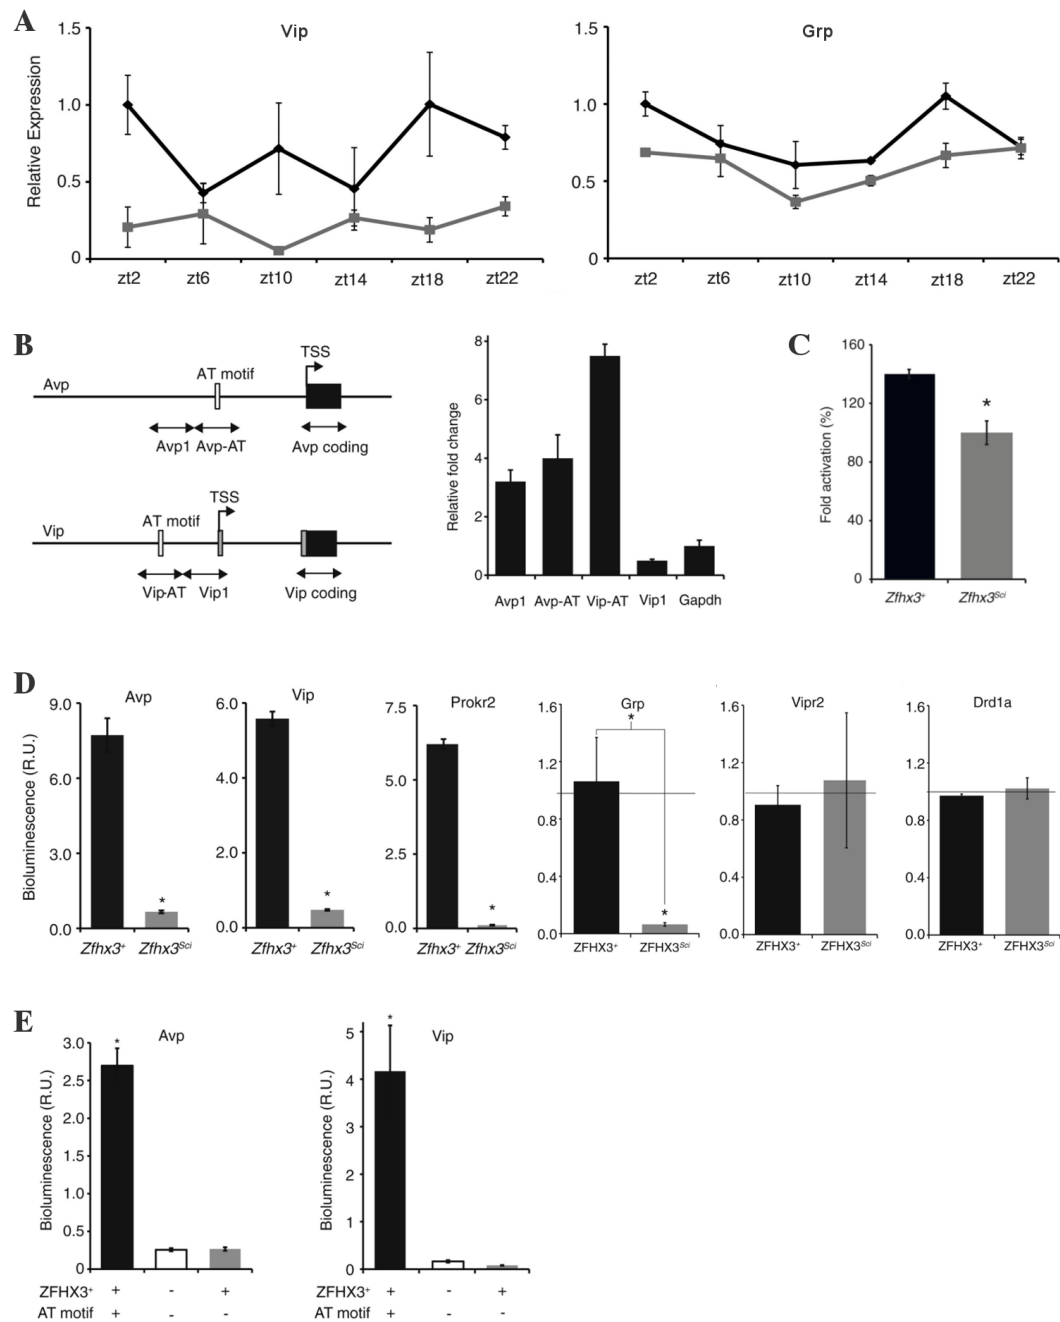 A
Vip
Grp
Relative Expression
1.5
1.0
0.5
0
zt2 zt6 zt10 zt14 zt18 zt22
1.5
1.0
0.5
0
zt2 zt6 zt10 zt14 zt18 zt22
B
TSS
AT motif
Avp
Avp1 Avp-AT Avp coding
TSS
AT motif
Vip
Vip-AT Vip1 Vip coding
Relative fold change
8
6
4
2
0
Avp1 Avp-AT Vip-AT Vip1 Gapdh
C
Fold activation (%)
160
120
80
40
0
*
Zfhx3+ Zfhx3Sci
D
Avp
Bioluminescence (R.U.)
9.0
6.0
3.0
0.0
*
Zfhx3+ Zfhx3Sci
Vip
6.0
6.0
2.0
0.0
*
Zfhx3+ Zfhx3Sci
Prokr2
7.5
5.0
2.5
0.0
*
Zfhx3+ Zfhx3Sci
Grp
1.6
1.2
0.8
0.4
0.0
*
*
ZFHX3+ ZFHX3Sci
Vipr2
1.6
1.2
0.8
0.4
0.0
ZFHX3+ ZFHX3Sci
Drd1a
1.6
1.2
0.8
0.4
0.0
ZFHX3+ ZFHX3Sci
E
Avp
Bioluminescence (R.U.)
3.0
2.5
2.0
1.5
1.0
0.5
0
*
ZFHX3+ + - +
AT motif + - -
Vip
Bioluminescence (R.U.)
5
4
3
2
1
0
*
ZFHX3+ + - +
AT motif + - -